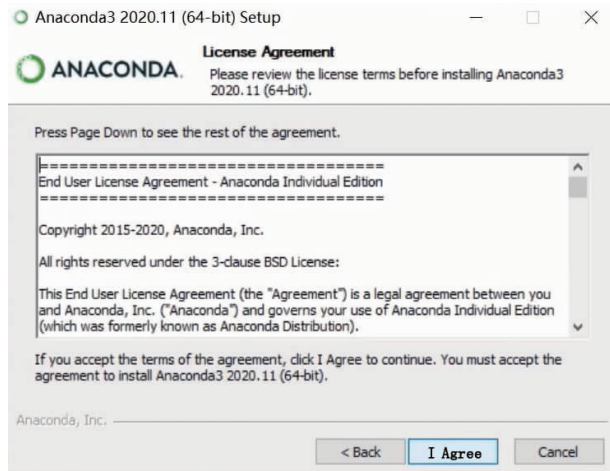 Anaconda3 2020.11 (64-bit) Setup
ANACONDA.
License Agreement
Please review the license terms before installing Anaconda3
2020.11 (64-bit).
Press Page Down to see the rest of the agreement.
===================================
End User License Agreement - Anaconda Individual Edition
===================================
Copyright 2015-2020, Anaconda, Inc.
All rights reserved under the 3-clause BSD License:
This End User License Agreement (the "Agreement") is a legal agreement between you
and Anaconda, Inc. ("Anaconda") and governs your use of Anaconda Individual Edition
(which was formerly known as Anaconda Distribution).
If you accept the terms of the agreement, click I Agree to continue. You must accept the
agreement to install Anaconda3 2020.11 (64-bit).
Anaconda, Inc.
< Back I Agree Cancel